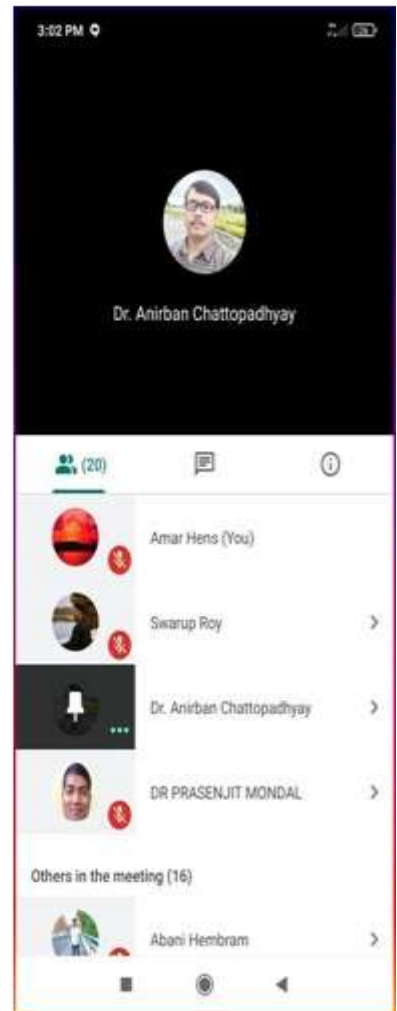 3:02 PM
Dr. Anirban Chattopadhyay
(20)
Amar Hens (You)
Swarup Roy
Dr. Anirban Chattopadhyay
DR PRASENJIT MONDAL
Others in the meeting (16)
Abani Hembram